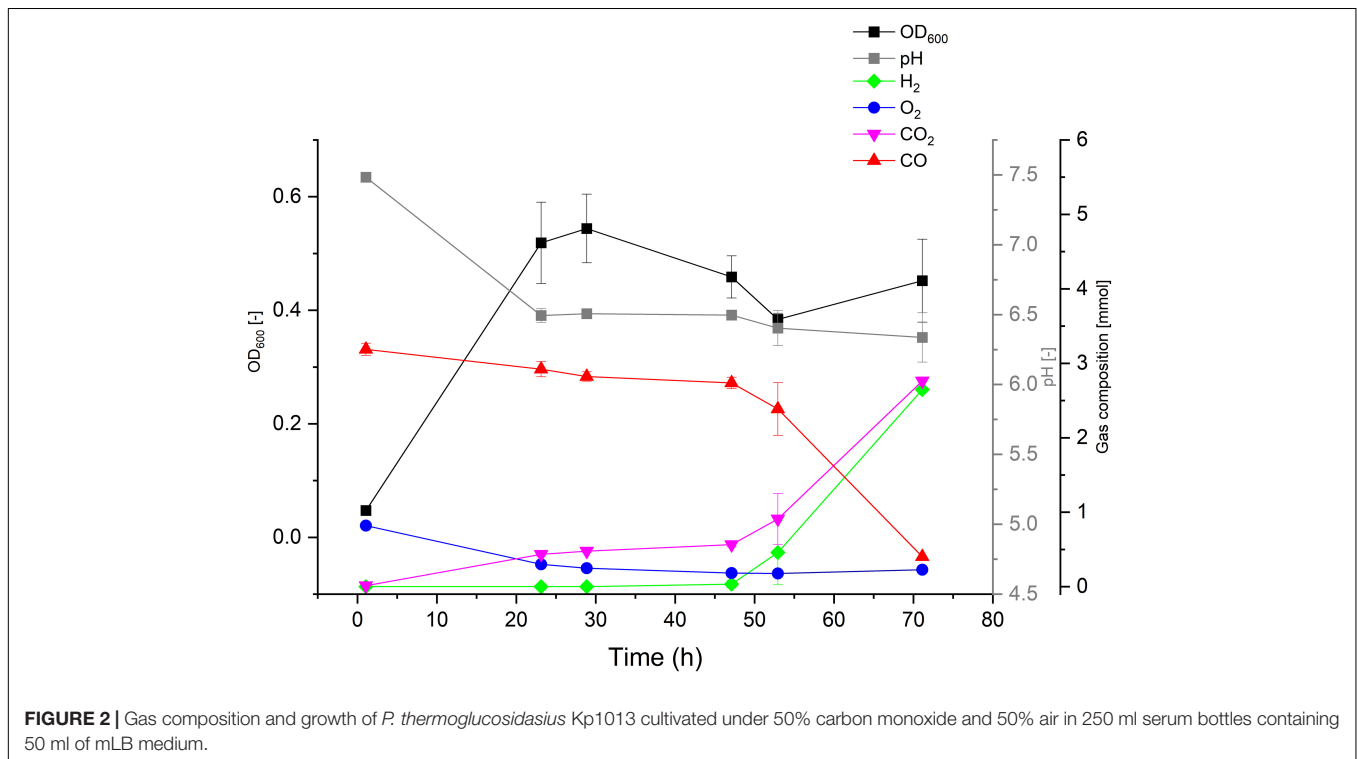 OD600
pH
H2
O2
CO2
CO
0.6
0.4
0.2
0.0
OD600 [-]
7.5
7.0
6.5
6.0
5.5
5.0
4.5
pH [-]
6
5
4
3
2
1
0
Gas composition [mmol]
0 10 20 30 40 50 60 70 80
Time (h)
FIGURE 2 | Gas composition and growth of P. thermoglucosidasius Kp1013 cultivated under 50% carbon monoxide and 50% air in 250 ml serum bottles containing
50 ml of mLB medium.